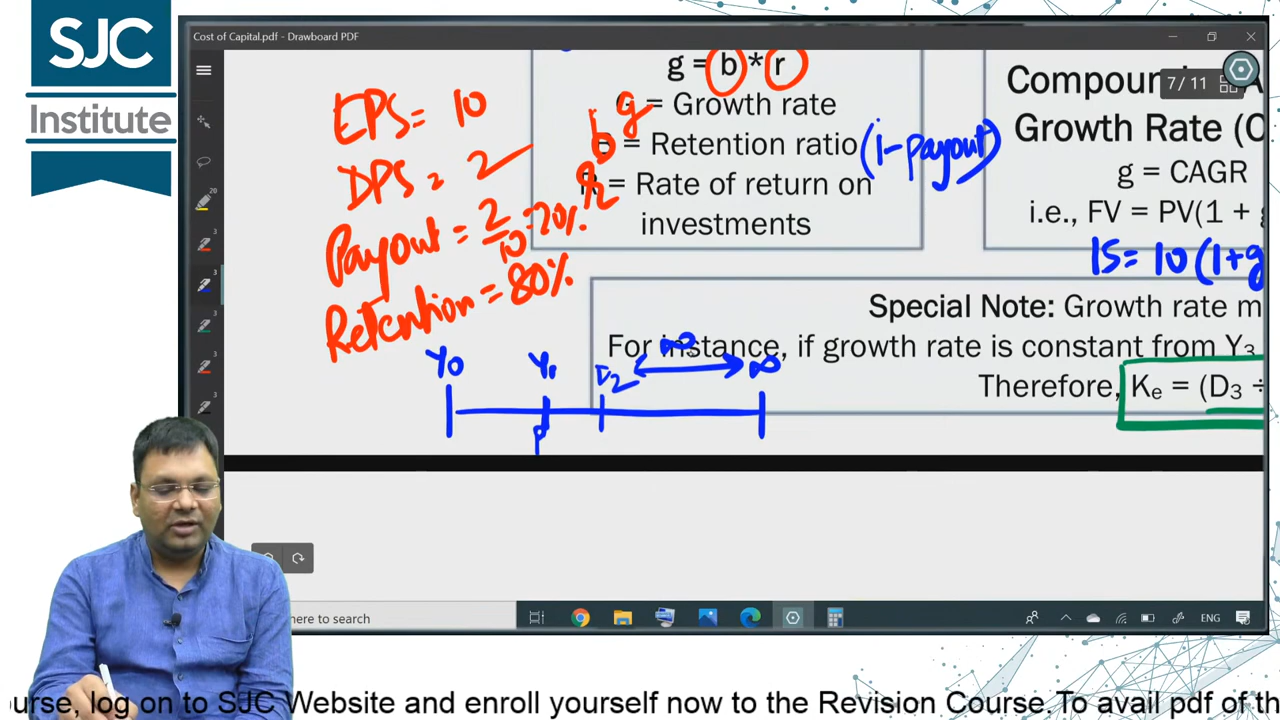 SJC
Institute
Cost of Capital.pdf - Drawboard PDF
7 / 11
g = b * r
G = Growth rate
B = Retention ratio (1-payout)
R = Rate of return on
investments
g
b
r
EPS = 10
DPS = 2
Payout = 2/10 = 20%
Retention = 80%
Growth Rate (C
g = CAGR
i.e., FV = PV(1 +
15 = 10 (1+g
Special Note: Growth rate m
For instance, if growth rate is constant from Y3
Therefore, Ke = (D3 ÷
∞
Y0 Y1 D2 ∞
P
here to search
ENG
ourse, log on to SJC Website and enroll yourself now to the Revision Course.To avail pdf of th